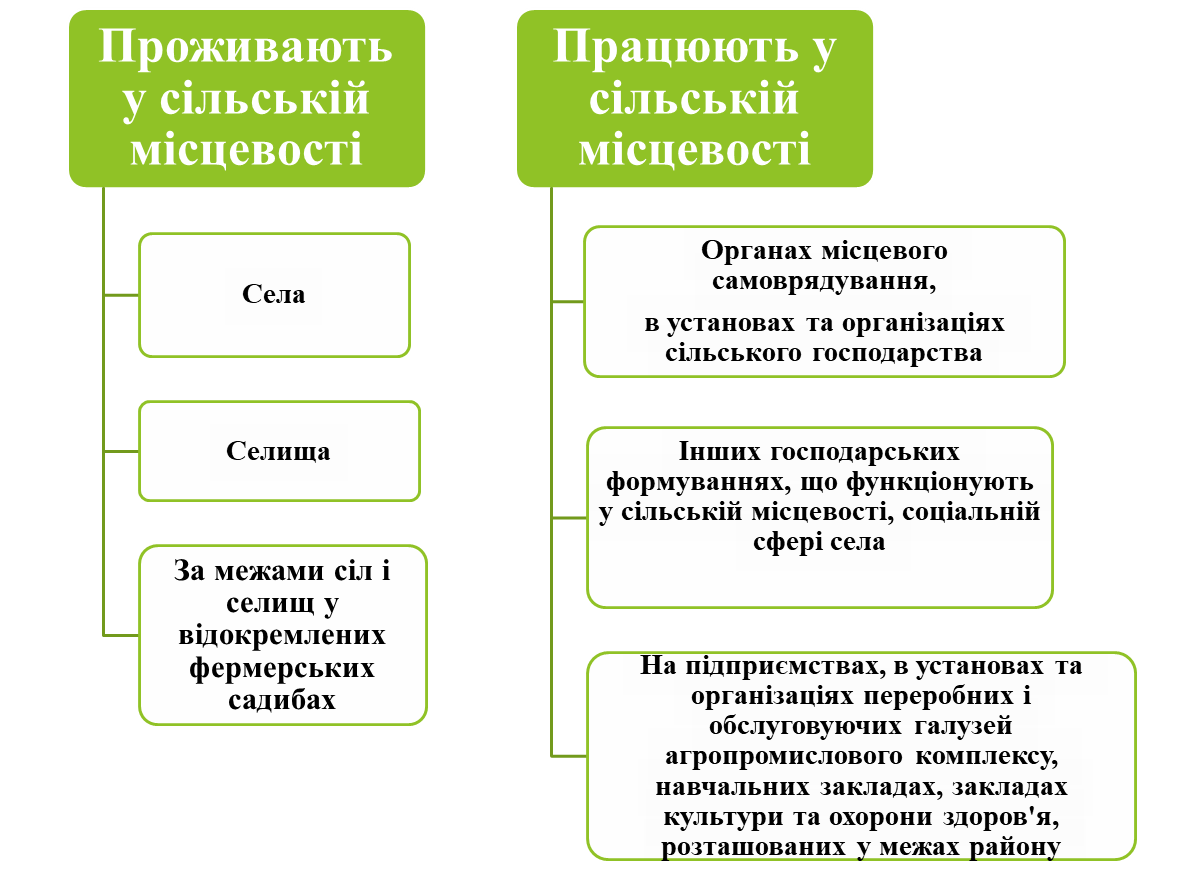 Проживають
у сільській
місцевості
Села
Селища
За межами сіл і
селищ у
відокремлених
фермерських
садибах
Працюють у
сільській
місцевості
Органах місцевого
самоврядування,
в установах та організаціях
сільського господарства
Інших господарських
формуваннях, що функціонують
у сільській місцевості, соціальній
сфері села
На підприємствах, в установах та
організаціях переробних і
обслуговуючих галузей
агропромислового комплексу,
навчальних закладах, закладах
культури та охорони здоров'я,
розташованих у межах району